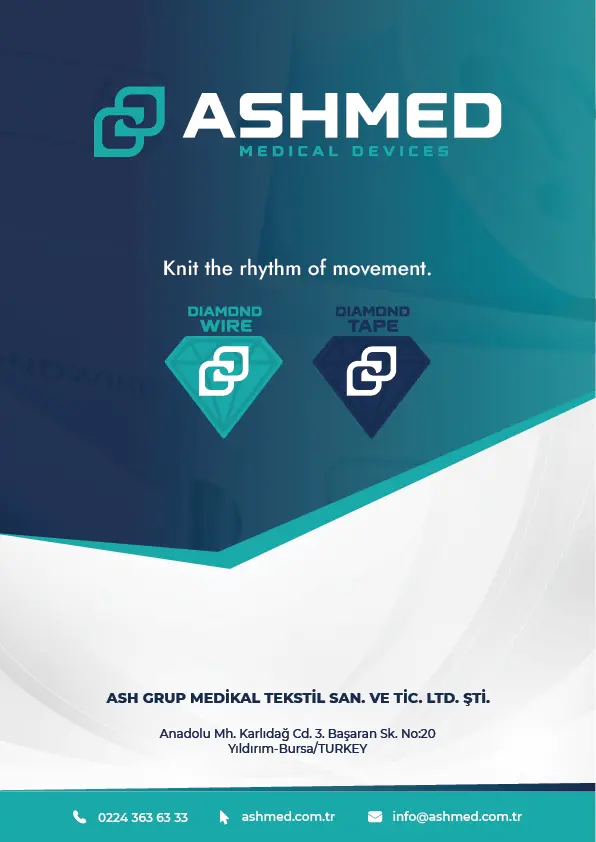 ASHMED
MEDICAL DEVICES
Knit the rhythm of movement.
DIAMOND
WIRE
DIAMOND
TAPE
ASH GRUP MEDİKAL TEKSTİL SAN. VE TİC. LTD. ŞTİ.
Anadolu Mh. Karlıdağ Cd. 3. Başaran Sk. No:20
Yıldırım-Bursa/TURKEY
0224 363 63 33
ashmed.com.tr
info@ashmed.com.tr